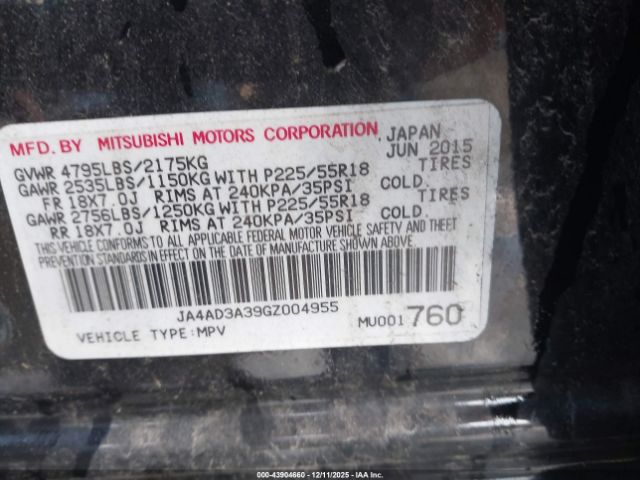 MFD. BY MITSUBISHI MOTORS CORPORATION, JAPAN
GVWR 4795LBS/2175KG JUN 2015
GAWR 2535LBS/1150KG WITH P225/55R18 TIRES
FR 18X7.0J RIMS AT 240KPA/35PSI COLD.
GAWR 2756LBS/1250KG WITH P225/55R18 TIRES
RR 18X7.0J RIMS AT 240KPA/35PSI COLD.
THIS VEHICLE CONFORMS TO ALL APPLICABLE FEDERAL MOTOR VEHICLE SAFETY AND THEFT
PREVENTION STANDARDS IN EFFECT ON THE DATE OF MANUFACTURE SHOWN ABOVE.
JA4AD3A39GZ004955
VEHICLE TYPE:MPV MU001 760
000-43904660 - 12/11/2025 - IAA Inc.